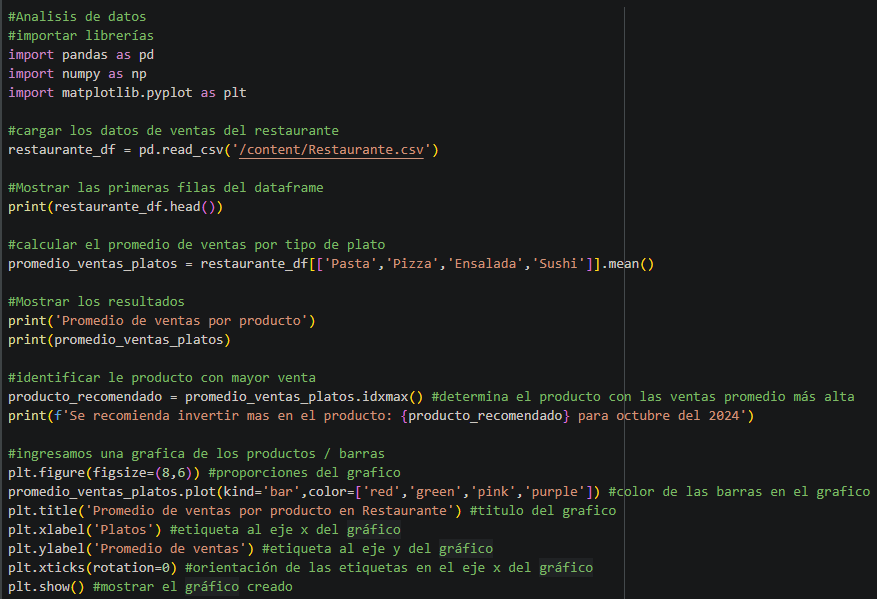 #Analisis de datos
#importar librerías
import pandas as pd
import numpy as np
import matplotlib.pyplot as plt
#cargar los datos de ventas del restaurante
restaurante_df = pd.read_csv('/content/Restaurante.csv')
#Mostrar las primeras filas del dataframe
print(restaurante_df.head())
#calcular el promedio de ventas por tipo de plato
promedio_ventas_platos = restaurante_df[['Pasta','Pizza','Ensalada','Sushi']].mean()
#Mostrar los resultados
print('Promedio de ventas por producto')
print(promedio_ventas_platos)
#identificar le producto con mayor venta
producto_recomendado = promedio_ventas_platos.idxmax() #determina el producto con las ventas promedio más alta
print(f'Se recomienda invertir mas en el producto: {producto_recomendado} para octubre del 2024')
#ingresamos una grafica de los productos / barras
plt.figure(figsize=(8,6)) #proporciones del grafico
promedio_ventas_platos.plot(kind='bar',color=['red','green','pink','purple']) #color de las barras en el grafico
plt.title('Promedio de ventas por producto en Restaurante') #titulo del grafico
plt.xlabel('Platos') #etiqueta al eje x del gráfico
plt.ylabel('Promedio de ventas') #etiqueta al eje y del gráfico
plt.xticks(rotation=0) #orientación de las etiquetas en el eje x del gráfico
plt.show() #mostrar el gráfico creado